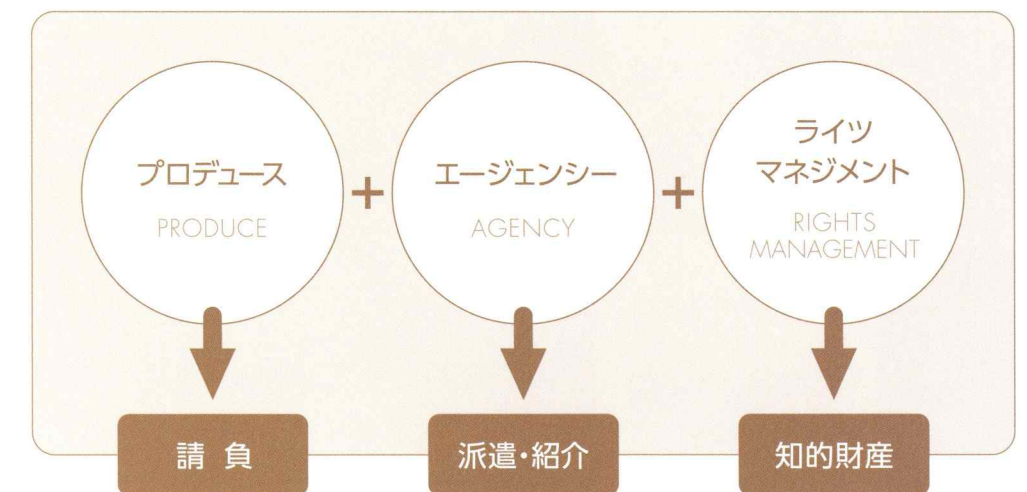 プロデュース
PRODUCE
+
エージェンシー
AGENCY
+
ライツ
マネジメント
RIGHTS
MANAGEMENT
請負
派遣・紹介
知的財産